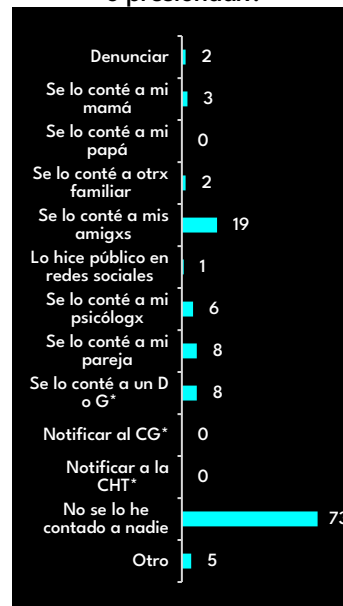 Denunciar 2
Se lo conté a mi
mamá 3
Se lo conté a mi
papá 0
Se lo conté a otrx
familiar 2
Se lo conté a mis
amigxs 19
Lo hice público en
redes sociales 1
Se lo conté a mi
psicólogx 6
Se lo conté a mi
pareja 8
Se lo conté a un D
o G* 8
Notificar al CG* 0
Notificar a la
CHT* 0
No se lo he
contado a nadie 73
Otro 5